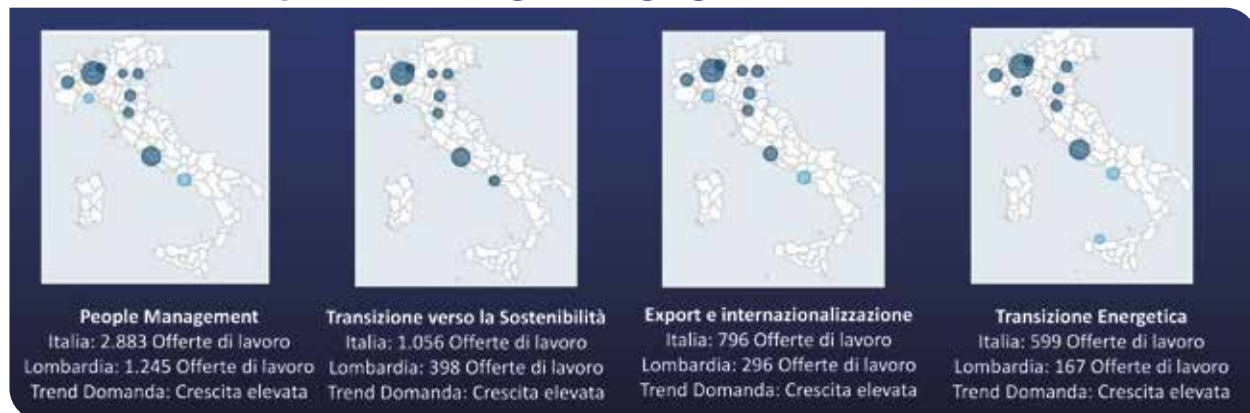 People Management
Italia: 2.883 Offerte di lavoro
Lombardia: 1.245 Offerte di lavoro
Trend Domanda: Crescita elevata
Transizione verso la Sostenibilità
Italia: 1.056 Offerte di lavoro
Lombardia: 398 Offerte di lavoro
Trend Domanda: Crescita elevata
Export e internazionalizzazione
Italia: 796 Offerte di lavoro
Lombardia: 296 Offerte di lavoro
Trend Domanda: Crescita elevata
Transizione Energetica
Italia: 599 Offerte di lavoro
Lombardia: 167 Offerte di lavoro
Trend Domanda: Crescita elevata